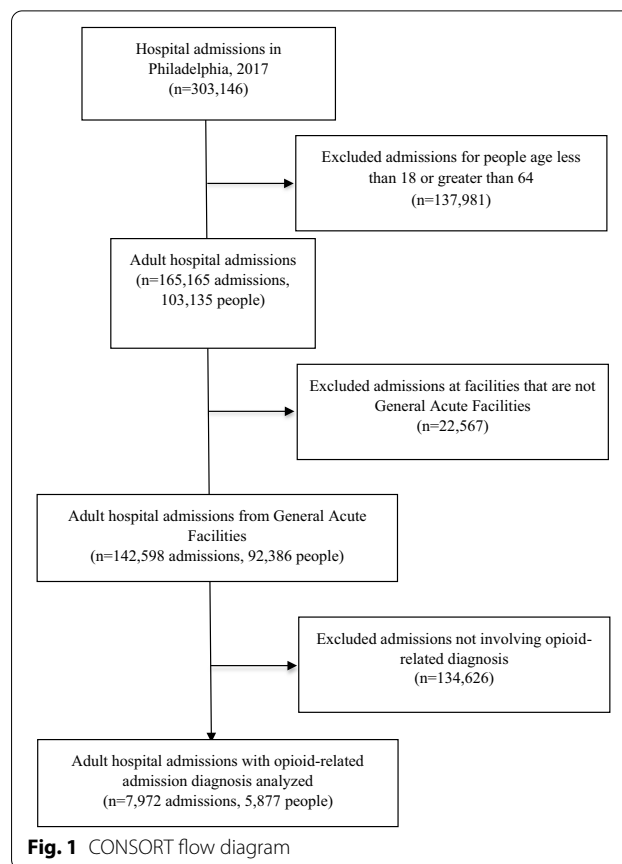 Hospital admissions in
Philadelphia, 2017
(n=303,146)
Excluded admissions for people age less
than 18 or greater than 64
(n=137,981)
Adult hospital admissions
(n=165,165 admissions,
103,135 people)
Excluded admissions at facilities that are not
General Acute Facilities
(n=22,567)
Adult hospital admissions from General Acute
Facilities
(n=142,598 admissions, 92,386 people)
Excluded admissions not involving opioid-
related diagnosis
(n=134,626)
Adult hospital admissions with opioid-related
admission diagnosis analyzed
(n=7,972 admissions, 5,877 people)
Fig. 1 CONSORT flow diagram